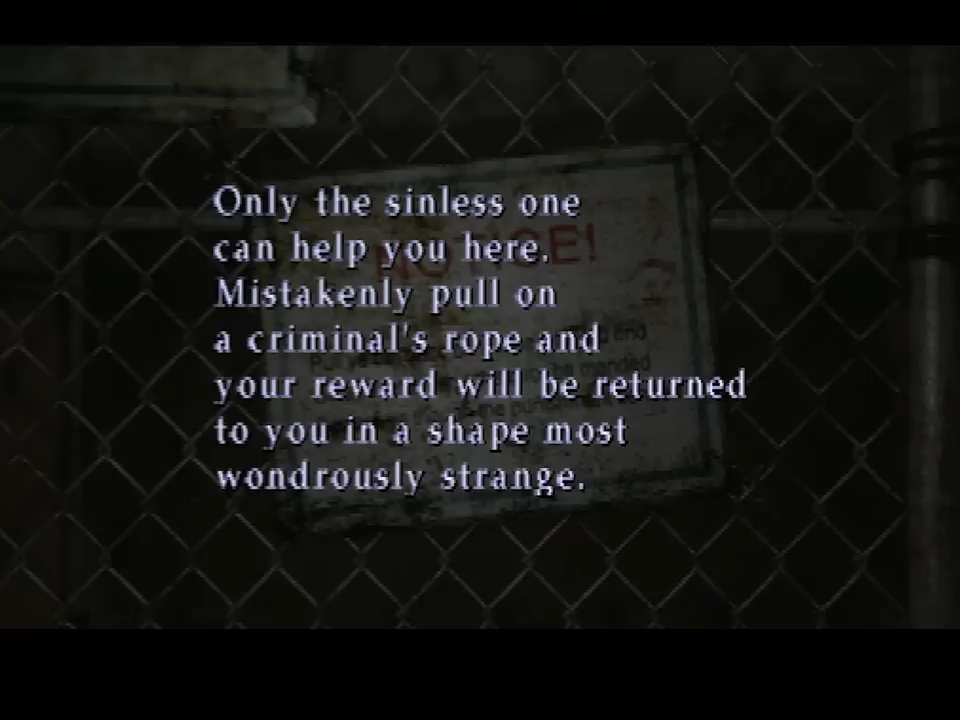 Only the sinless one
can help you here.
Mistakenly pull on
a criminal's rope and
your reward will be returned
to you in a shape most
wondrously strange.
NOTICE!